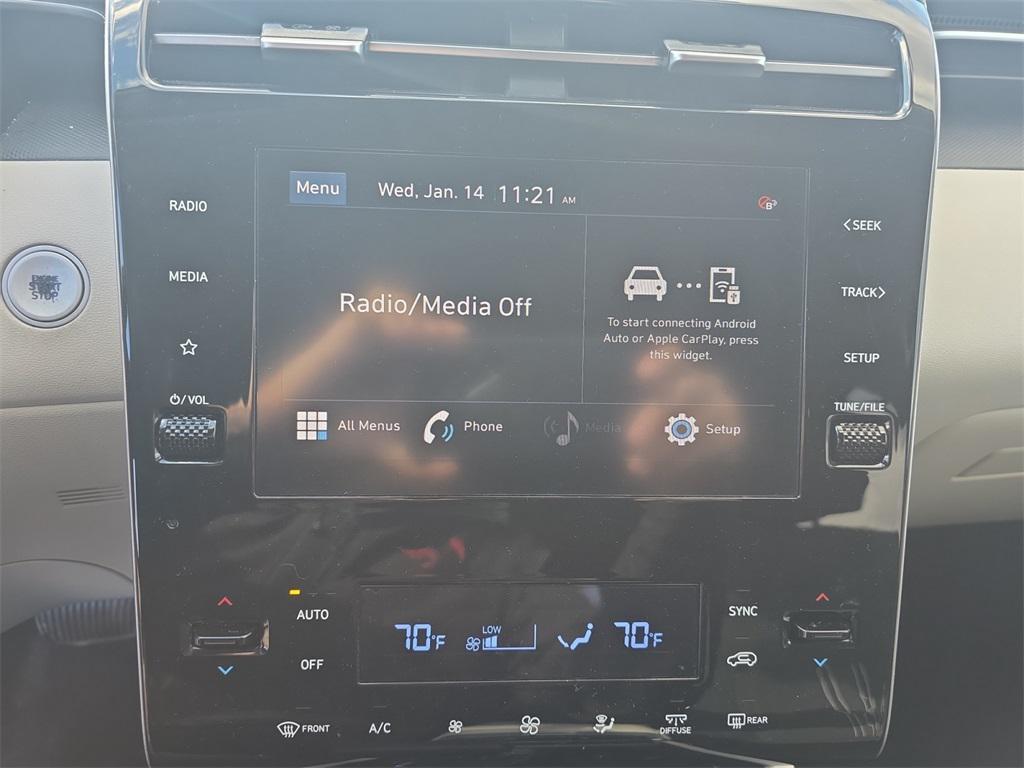 Menu Wed, Jan. 14 11:21 AM
RADIO
MEDIA
ENGINE
START
STOP
⏻/VOL
Radio/Media Off
To start connecting Android
Auto or Apple CarPlay, press
this widget.
All Menus Phone Media Setup
<SEEK
TRACK>
SETUP
TUNE/FILE
AUTO
OFF
70°F LOW 70°F
SYNC
FRONT A/C DIFFUSE REAR